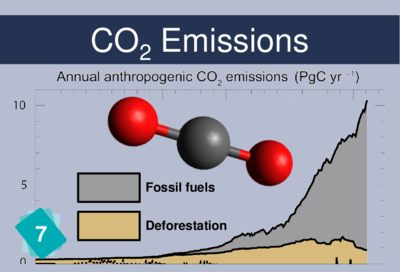 CO₂ Emissions
Annual anthropogenic CO₂ emissions (PgC yr⁻¹)
10
5
Fossil fuels
Deforestation
7
0